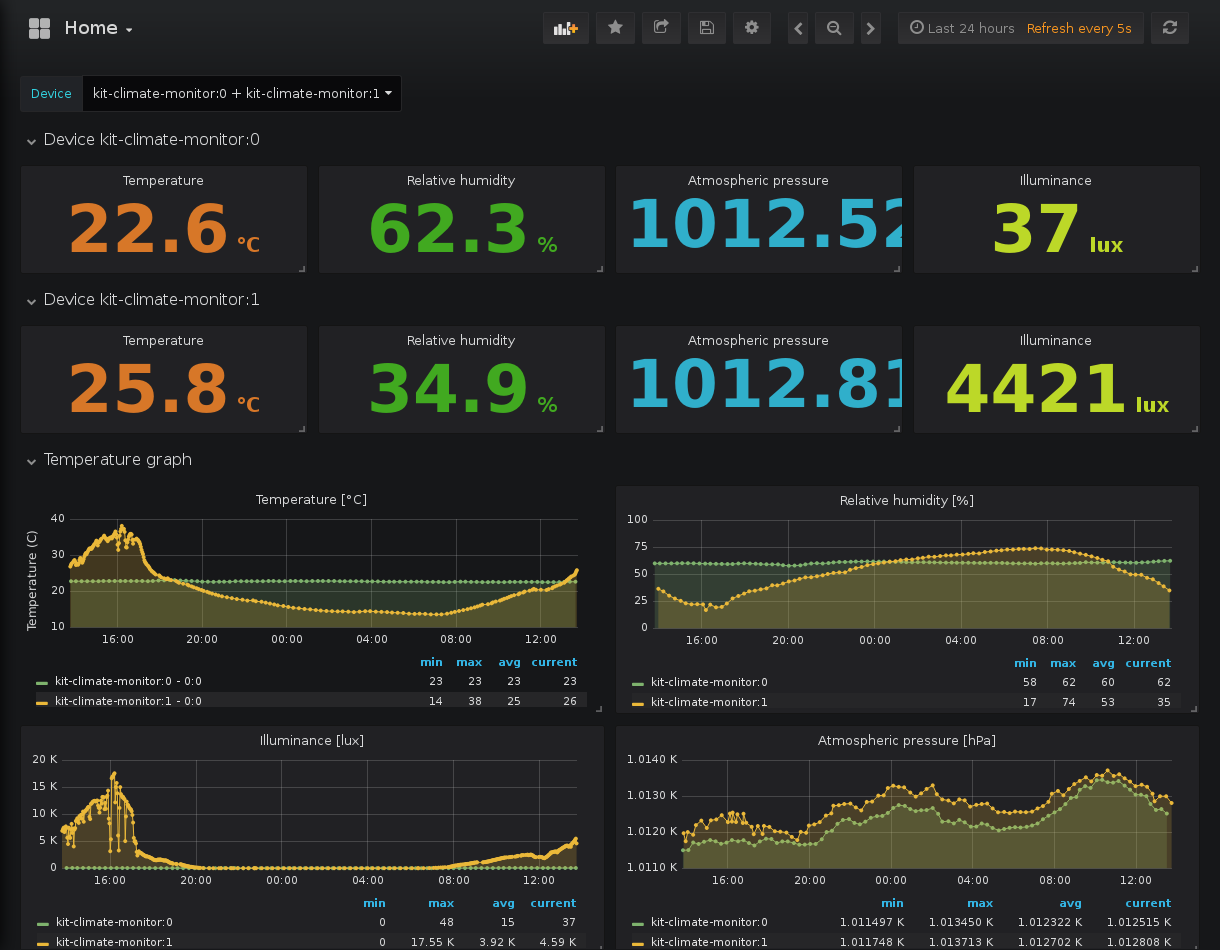 Home
Last 24 hours Refresh every 5s
Device kit-climate-monitor:0 + kit-climate-monitor:1
Device kit-climate-monitor:0
Temperature Relative humidity Atmospheric pressure Illuminance
22.6 °C 62.3 % 1012.52 37 lux
Device kit-climate-monitor:1
Temperature Relative humidity Atmospheric pressure Illuminance
25.8 °C 34.9 % 1012.81 4421 lux
Temperature graph
Temperature [°C]
Temperature (C)
40
30
20
10
16:00 20:00 00:00 04:00 08:00 12:00
min max avg current
kit-climate-monitor:0 - 0:0 23 23 23 23
kit-climate-monitor:1 - 0:0 14 38 25 26
Relative humidity [%]
100
75
50
25
0
16:00 20:00 00:00 04:00 08:00 12:00
min max avg current
kit-climate-monitor:0 58 62 60 62
kit-climate-monitor:1 17 74 53 35
Illuminance [lux]
20 K
15 K
10 K
5 K
0
16:00 20:00 00:00 04:00 08:00 12:00
min max avg current
kit-climate-monitor:0 0 48 15 37
kit-climate-monitor:1 0 17.55 K 3.92 K 4.59 K
Atmospheric pressure [hPa]
1.0140 K
1.0130 K
1.0120 K
1.0110 K
16:00 20:00 00:00 04:00 08:00 12:00
min max avg current
kit-climate-monitor:0 1.011497 K 1.013450 K 1.012322 K 1.012515 K
kit-climate-monitor:1 1.011748 K 1.013713 K 1.012702 K 1.012808 K